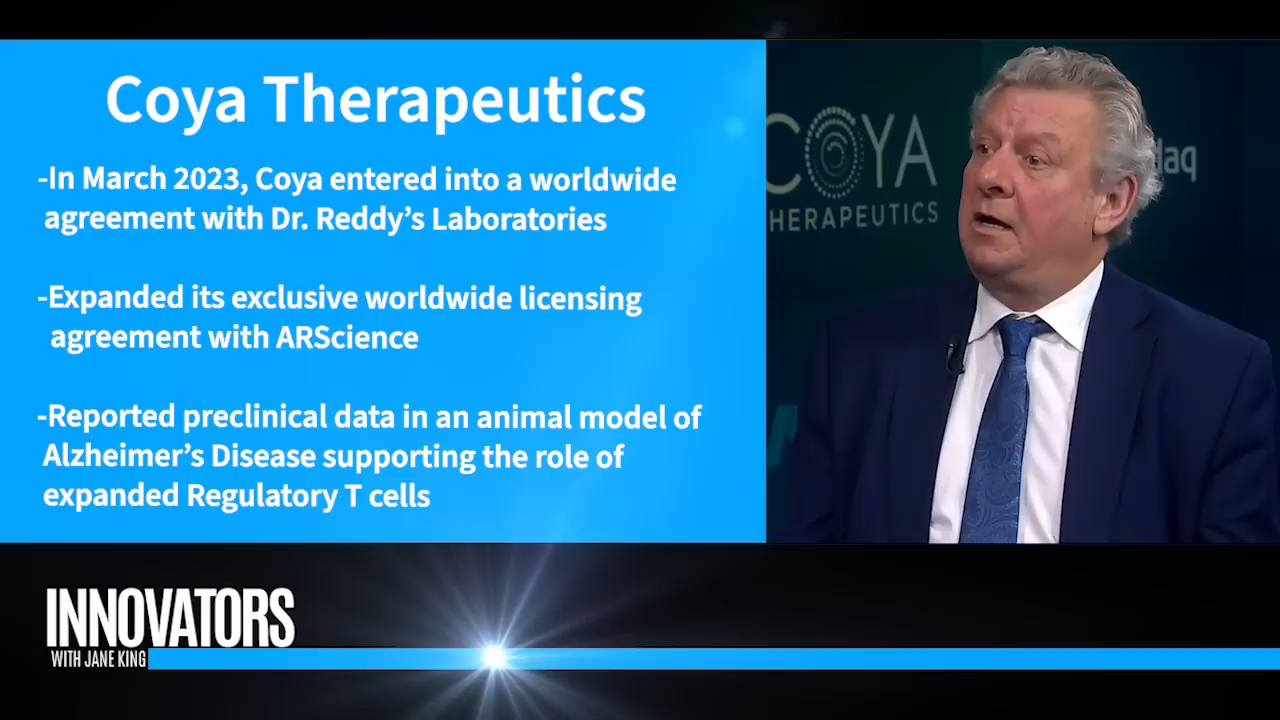 Coya Therapeutics
-In March 2023, Coya entered into a worldwide
agreement with Dr. Reddy’s Laboratories
-Expanded its exclusive worldwide licensing
agreement with ARScience
-Reported preclinical data in an animal model of
Alzheimer’s Disease supporting the role of
expanded Regulatory T cells
COYA
HERAPEUTICS
daq
INNOVATORS
WITH JANE KING